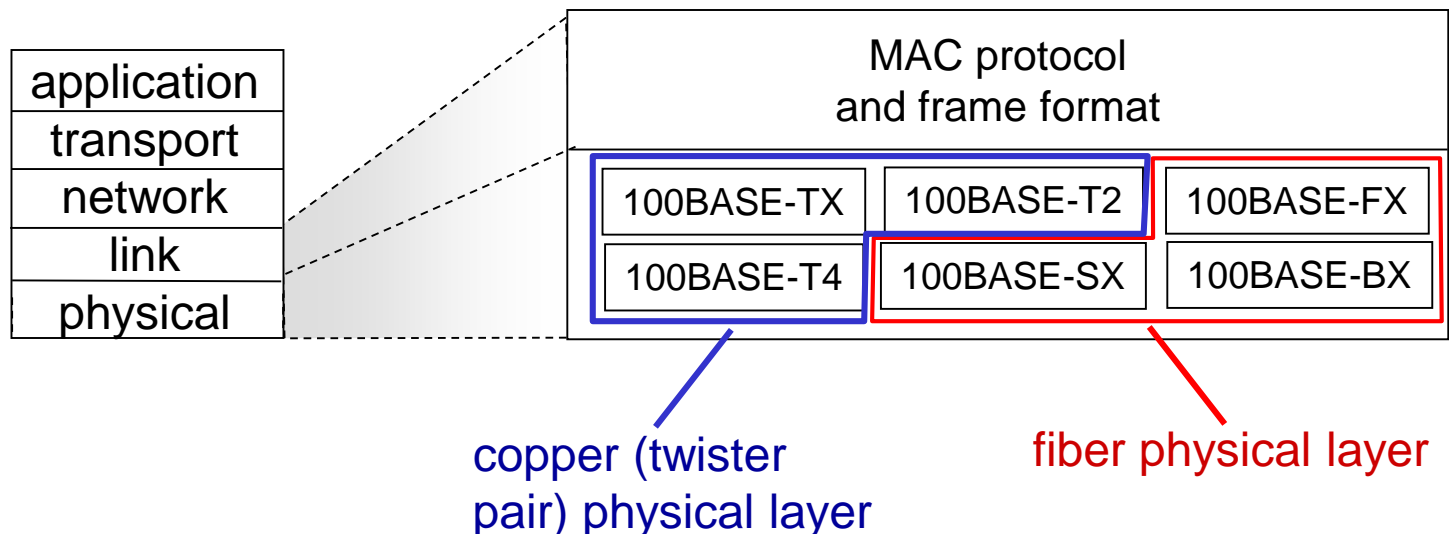 application
transport
network
link
physical
MAC protocol
and frame format
100BASE-TX
100BASE-T2
100BASE-FX
100BASE-T4
100BASE-SX
100BASE-BX
copper (twister
pair) physical layer
fiber physical layer